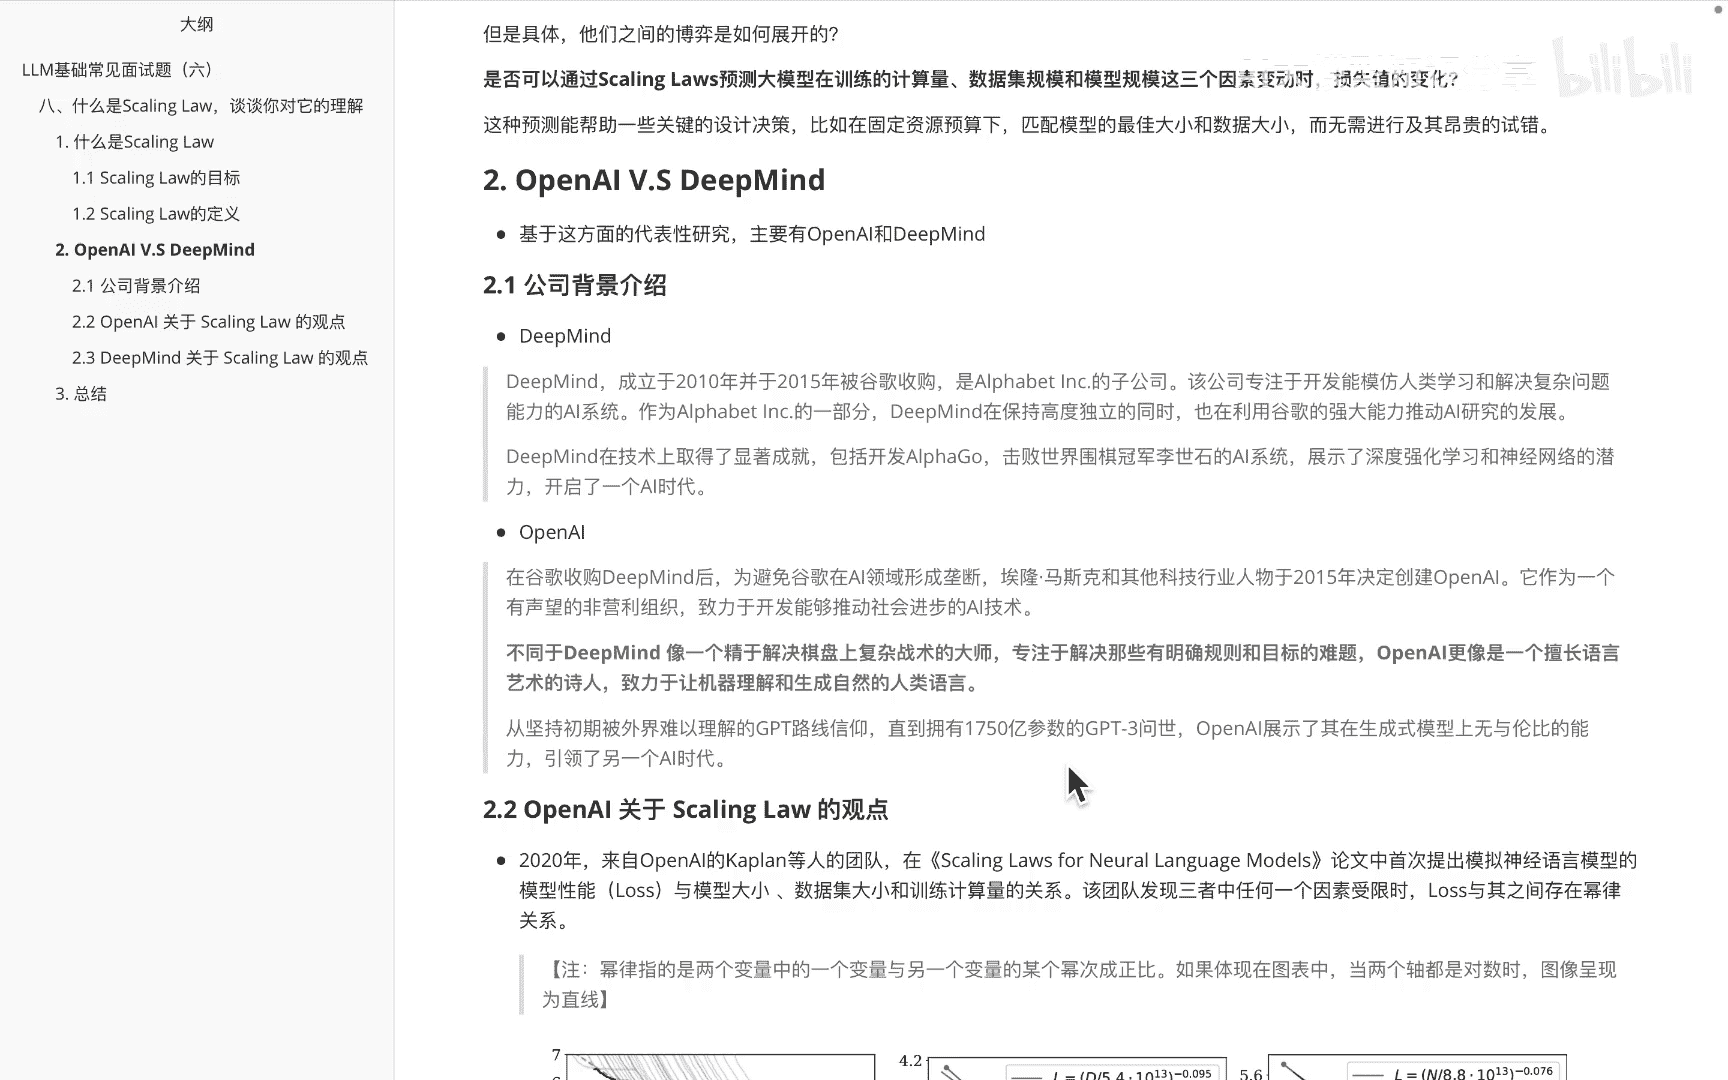 大纲
LLM基础常见面试题（六）
八、什么是Scaling Law，谈谈你对它的理解
1. 什么是Scaling Law
1.1 Scaling Law的目标
1.2 Scaling Law的定义
2. OpenAI V.S DeepMind
2.1 公司背景介绍
2.2 OpenAI 关于 Scaling Law 的观点
2.3 DeepMind 关于 Scaling Law 的观点
3. 总结
但是具体，他们之间的博弈是如何展开的？
是否可以通过Scaling Laws预测大模型在训练的计算量、数据集规模和模型规模这三个因素变动时，损失值的变化？
bilibili
这种预测能帮助一些关键的设计决策，比如在固定资源预算下，匹配模型的最佳大小和数据大小，而无需进行及其昂贵的试错。
2. OpenAI V.S DeepMind
• 基于这方面的代表性研究，主要有OpenAI和DeepMind
2.1 公司背景介绍
• DeepMind
DeepMind，成立于2010年并于2015年被谷歌收购，是Alphabet Inc.的子公司。该公司专注于开发能模仿人类学习和解决复杂问题
能力的AI系统。作为Alphabet Inc.的一部分，DeepMind在保持高度独立的同时，也在利用谷歌的强大能力推动AI研究的发展。
DeepMind在技术上取得了显著成就，包括开发AlphaGo，击败世界围棋冠军李世石的AI系统，展示了深度强化学习和神经网络的潜
力，开启了一个AI时代。
• OpenAI
在谷歌收购DeepMind后，为避免谷歌在AI领域形成垄断，埃隆·马斯克和其他科技行业人物于2015年决定创建OpenAI。它作为一个
有声望的非营利组织，致力于开发能够推动社会进步的AI技术。
不同于DeepMind 像一个精于解决棋盘上复杂战术的大师，专注于解决那些有明确规则和目标的难题，OpenAI更像是一个擅长语言
艺术的诗人，致力于让机器理解和生成自然的人类语言。
从坚持初期被外界难以理解的GPT路线信仰，直到拥有1750亿参数的GPT-3问世，OpenAI展示了其在生成式模型上无与伦比的能
力，引领了另一个AI时代。
2.2 OpenAI 关于 Scaling Law 的观点
• 2020年，来自OpenAI的Kaplan等人的团队，在《Scaling Laws for Neural Language Models》论文中首次提出模拟神经语言模型的
模型性能（Loss）与模型大小 、数据集大小和训练计算量的关系。该团队发现三者中任何一个因素受限时，Loss与其之间存在幂律
关系。
【注：幂律指的是两个变量中的一个变量与另一个变量的某个幂次成正比。如果体现在图表中，当两个轴都是对数时，图像呈现
为直线】
7
4.2
L = (D/5.4 · 10^13)^−0.095
5.6
L = (N/8.8 · 10^13)^−0.076